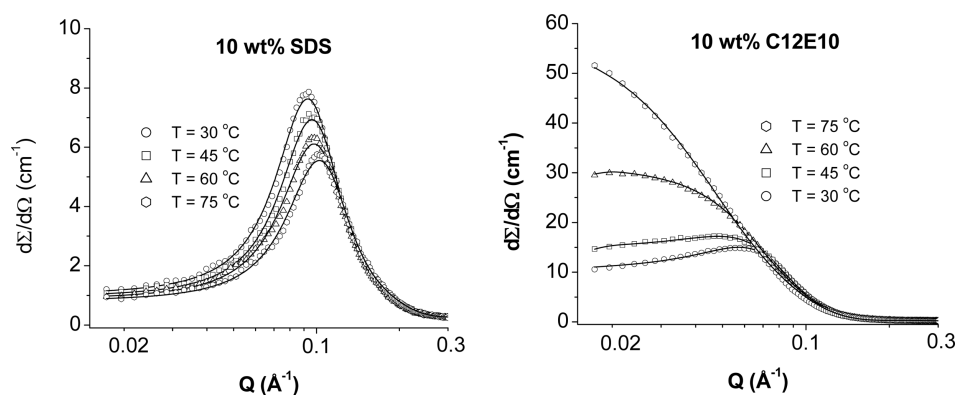 10 wt% SDS
10
8
6
4
2
0
dΣ/dΩ (cm⁻¹)
T = 30 °C
T = 45 °C
T = 60 °C
T = 75 °C
0.02
0.1
0.3
Q (Å⁻¹)
10 wt% C12E10
60
50
40
30
20
10
0
dΣ/dΩ (cm⁻¹)
T = 75 °C
T = 60 °C
T = 45 °C
T = 30 °C
0.02
0.1
0.3
Q (Å⁻¹)